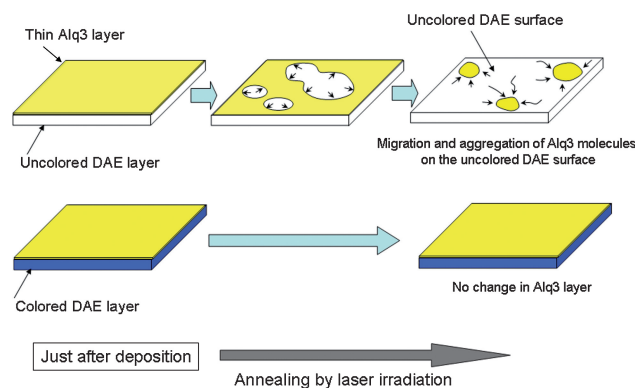 Thin Alq3 layer
Uncolored DAE surface
Uncolored DAE layer
Migration and aggregation of Alq3 molecules
on the uncolored DAE surface
Colored DAE layer
No change in Alq3 layer
Just after deposition
Annealing by laser irradiation